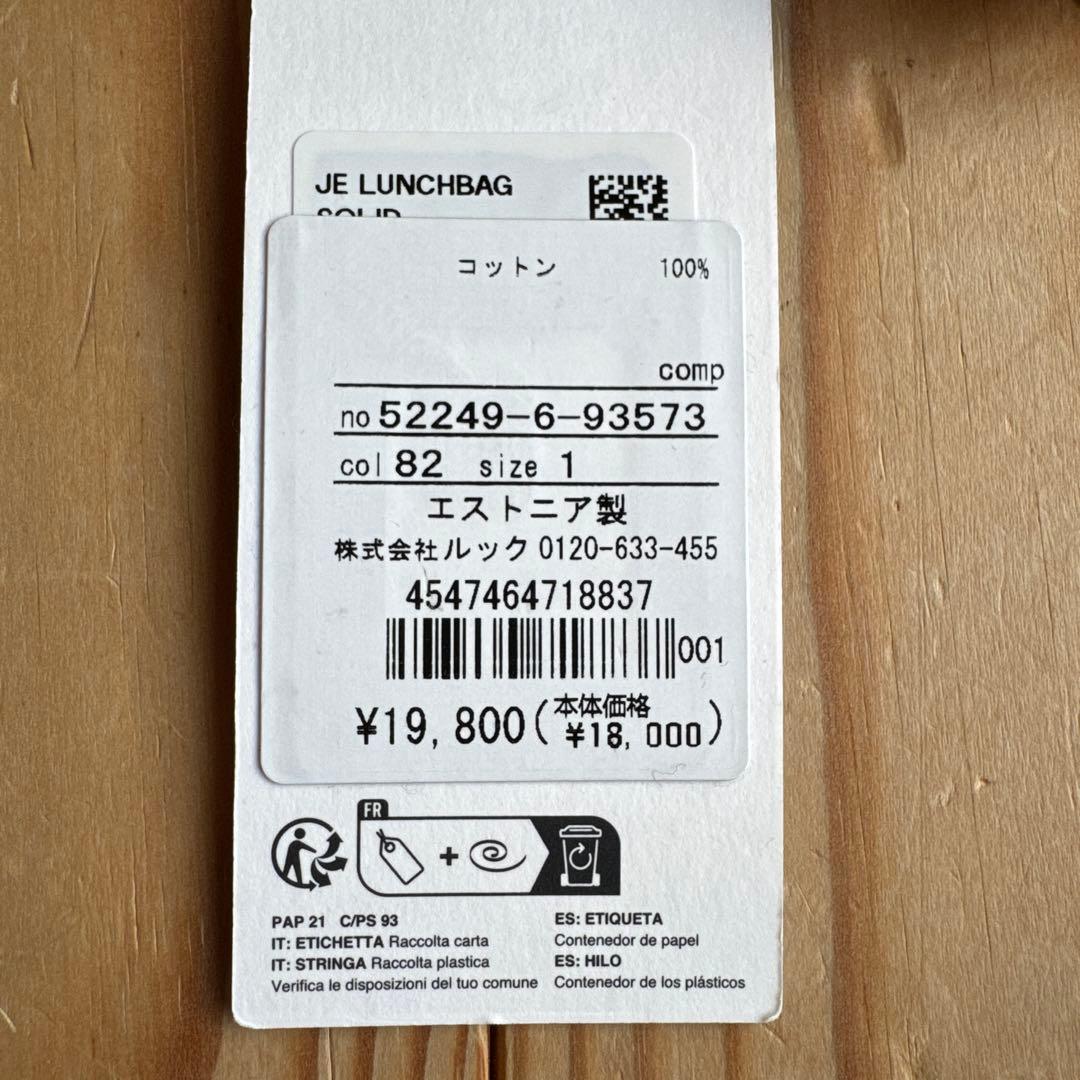 JE LUNCHBAG
SOLID
コットン 100%
comp
no 52249-6-93573
col 82 size 1
エストニア製
株式会社ルック 0120-633-455
4547464718837
001
¥19,800(本体価格 ¥18,000)
FR
PAP 21 C/PS 93
IT: ETICHETTA Raccolta carta
IT: STRINGA Raccolta plastica
Verifica le disposizioni del tuo comune
ES: ETIQUETA
Contenedor de papel
ES: HILO
Contenedor de los plásticos